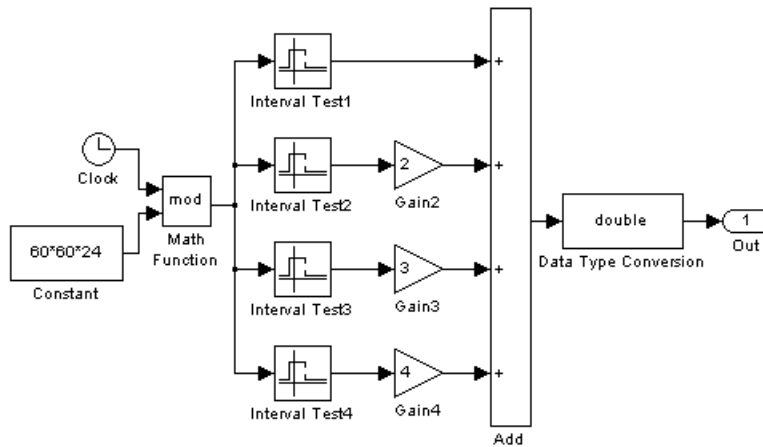 +
Interval Test1
Clock
mod
Math
Function
60*60*24
Constant
2
+
Interval Test2
Gain2
3
+
Interval Test3
Gain3
4
+
Interval Test4
Gain4
Add
double
Data Type Conversion
1
Out